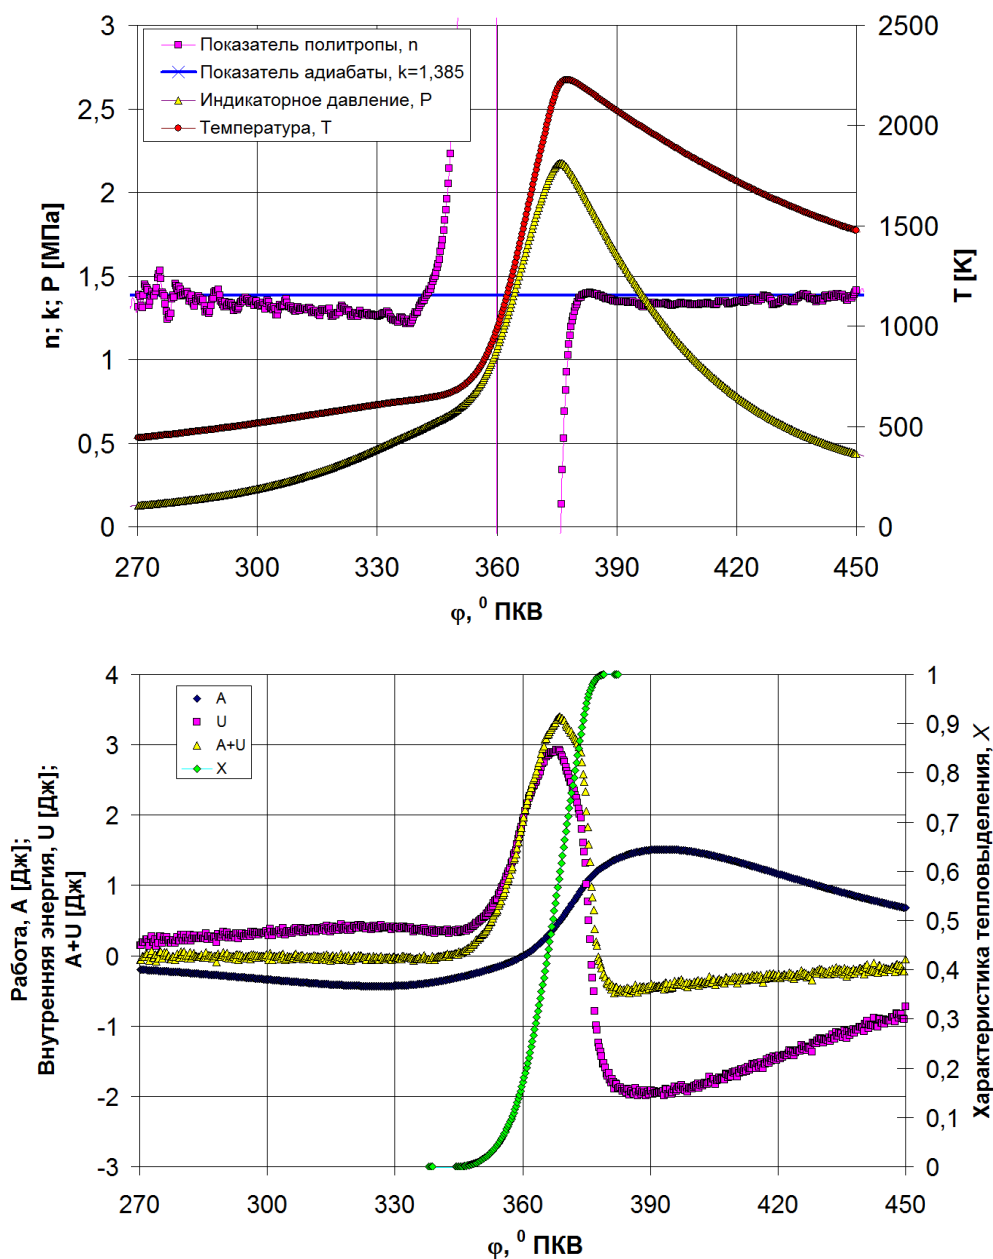 3
2,5
2
1,5
1
0,5
0
n; k; P [МПа]
Показатель политропы, n
Показатель адиабаты, k=1,385
Индикаторное давление, P
Температура, T
2500
2000
1500
1000
500
0
T [K]
270
300
330
360
390
420
450
φ, ⁰ ПКВ
4
3
2
1
0
-1
-2
-3
Работа, A [Дж];
Внутренняя энергия, U [Дж];
A+U [Дж]
A
U
A+U
X
1
0,9
0,8
0,7
0,6
0,5
0,4
0,3
0,2
0,1
0
Характеристика тепловыделения, X
270
300
330
360
390
420
450
φ, ⁰ ПКВ